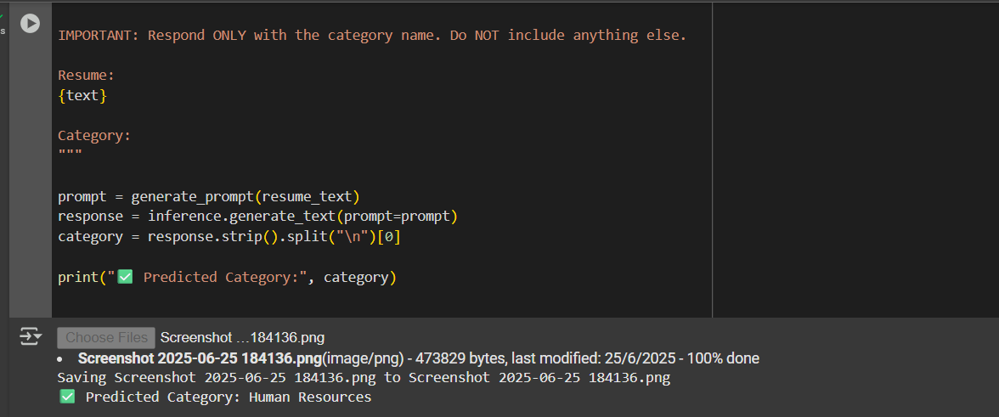 s
IMPORTANT: Respond ONLY with the category name. Do NOT include anything else.
Resume:
{text}
Category:
"""
prompt = generate_prompt(resume_text)
response = inference.generate_text(prompt=prompt)
category = response.strip().split("\n")[0]
print("✅ Predicted Category:", category)
Choose Files Screenshot ...184136.png
• Screenshot 2025-06-25 184136.png(image/png) - 473829 bytes, last modified: 25/6/2025 - 100% done
Saving Screenshot 2025-06-25 184136.png to Screenshot 2025-06-25 184136.png
✅ Predicted Category: Human Resources